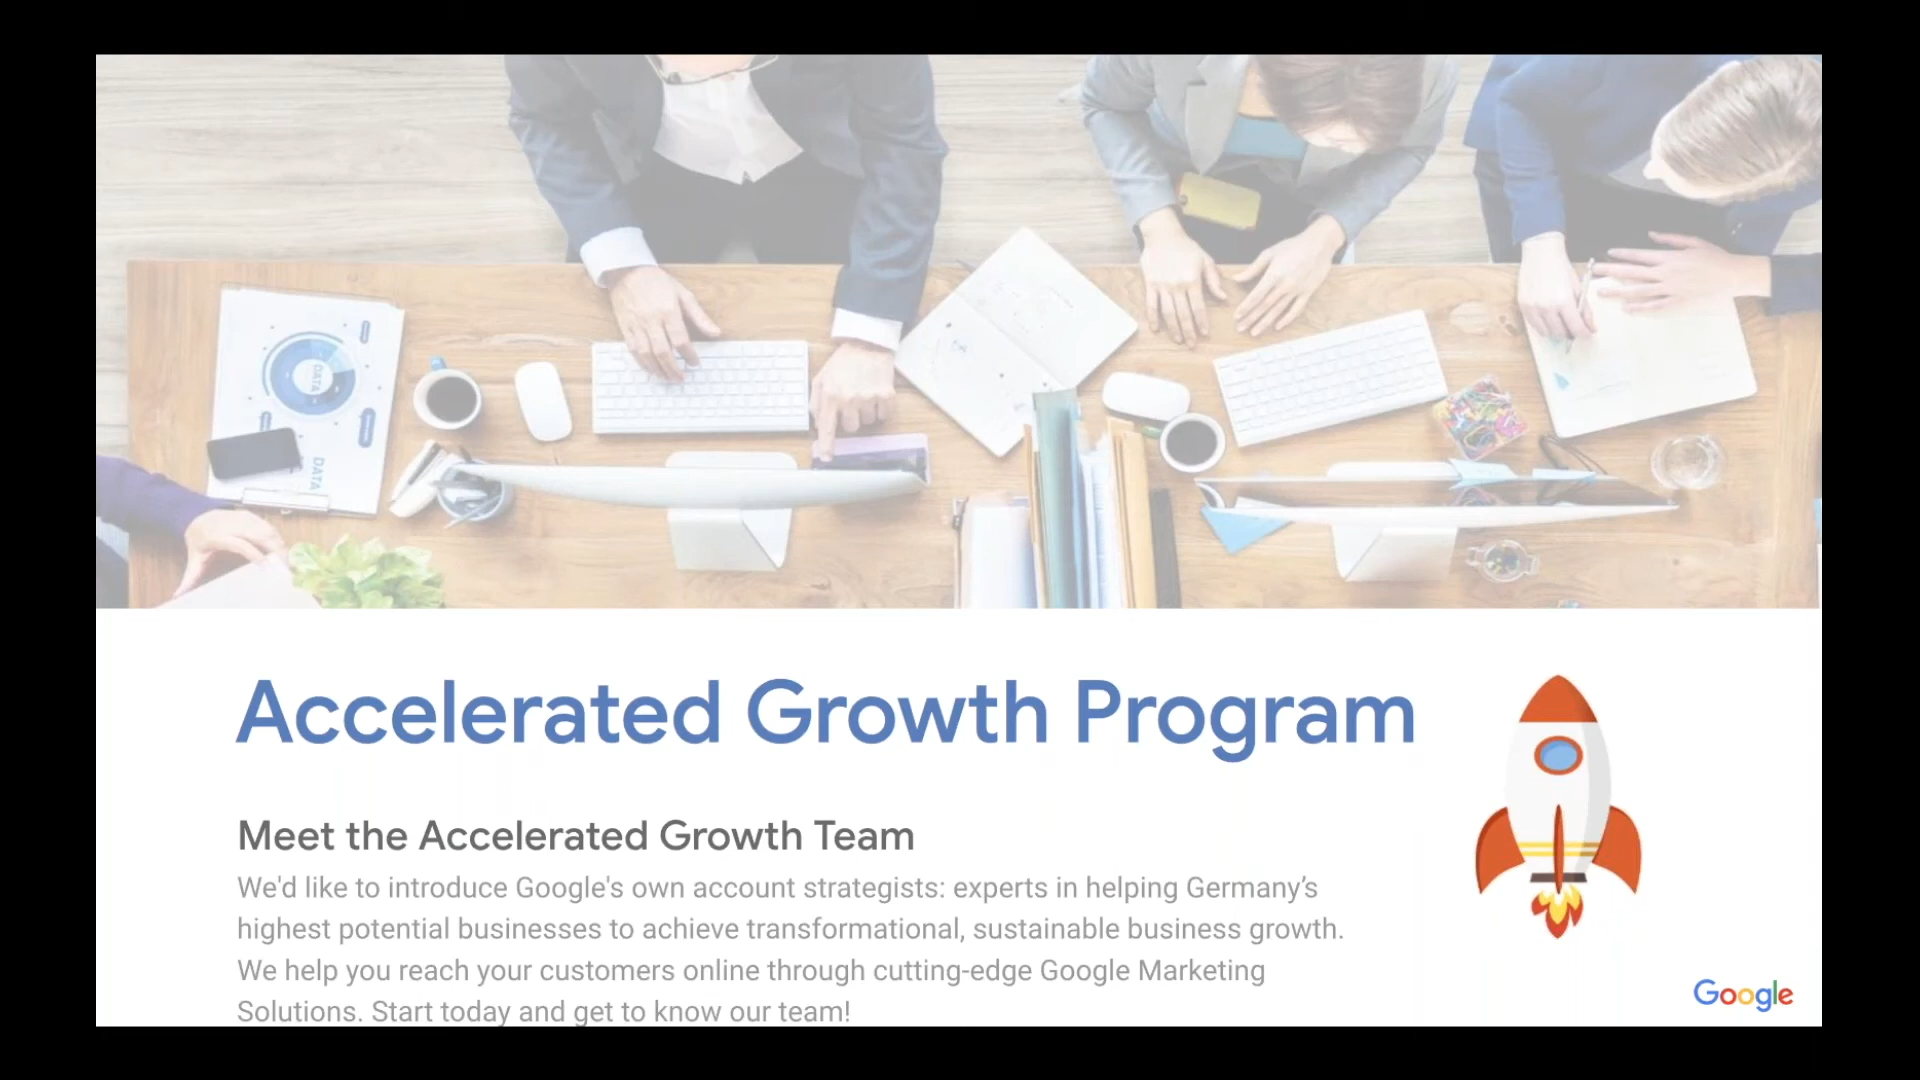 DATA
DATA
Accelerated Growth Program
Meet the Accelerated Growth Team
We'd like to introduce Google's own account strategists: experts in helping Germany’s
highest potential businesses to achieve transformational, sustainable business growth.
We help you reach your customers online through cutting-edge Google Marketing
Solutions. Start today and get to know our team!
Google